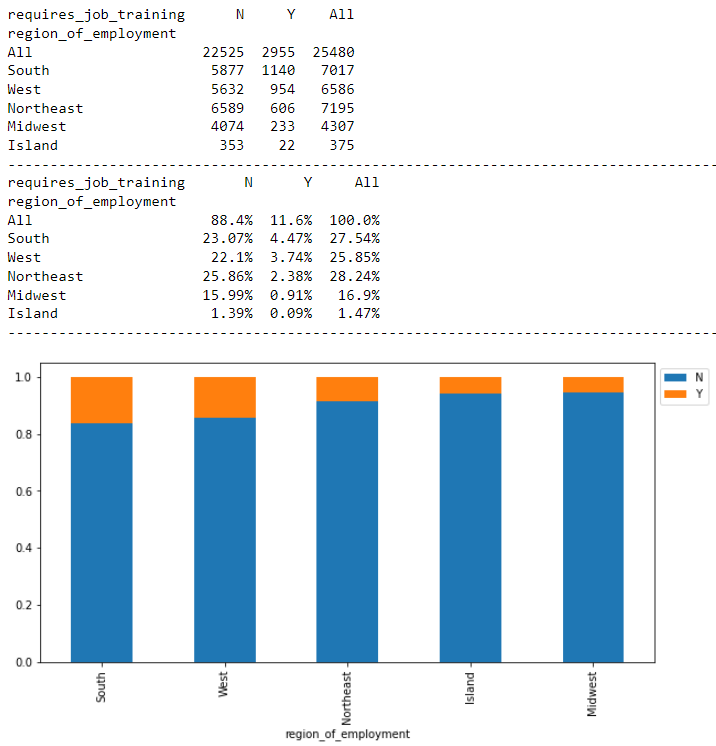 requires_job_training N Y All
region_of_employment
All 22525 2955 25480
South 5877 1140 7017
West 5632 954 6586
Northeast 6589 606 7195
Midwest 4074 233 4307
Island 353 22 375
------------------------------------------------------------------------
requires_job_training N Y All
region_of_employment
All 88.4% 11.6% 100.0%
South 23.07% 4.47% 27.54%
West 22.1% 3.74% 25.85%
Northeast 25.86% 2.38% 28.24%
Midwest 15.99% 0.91% 16.9%
Island 1.39% 0.09% 1.47%
------------------------------------------------------------------------
1.0
0.8
0.6
0.4
0.2
0.0
N
Y
South
West
Northeast
Island
Midwest
region_of_employment